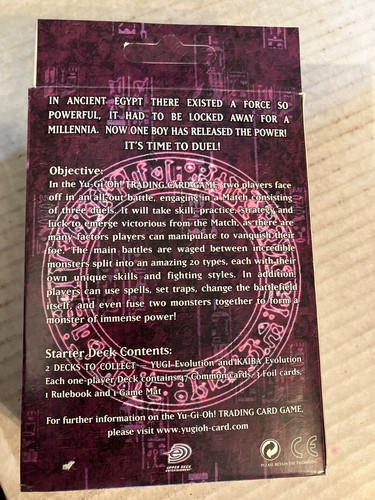 IN ANCIENT EGYPT THERE EXISTED A FORCE SO
POWERFUL, IT HAD TO BE LOCKED AWAY FOR A
MILLENNIA. NOW ONE BOY HAS RELEASED THE POWER!
IT'S TIME TO DUEL!
Objective:
In the Yu-Gi-Oh! TRADING CARD GAME, two players face
off in an all-out battle, engaging in a Match consisting
of three duels. It will take skill, practice, strategy and
luck to emerge victorious from the Match, as there are
many factors players can manipulate to vanquish their
foe. The main battles are waged between incredible
monsters split into an amazing 20 types, each with their
own unique skills and fighting styles. In addition,
players can use spells, set traps, change the battlefield
itself, and even fuse two monsters together to form a
monster of immense power!
Starter Deck Contents:
2 DECKS TO COLLECT - YUGI Evolution and KAIBA Evolution
Each one-player Deck contains 47 Common cards, 3 Foil cards,
1 Rulebook and 1 Game Mat
For further information on the Yu-Gi-Oh! TRADING CARD GAME,
please visit www.yugioh-card.com
UPPER DECK
ENTERTAINMENT
CE